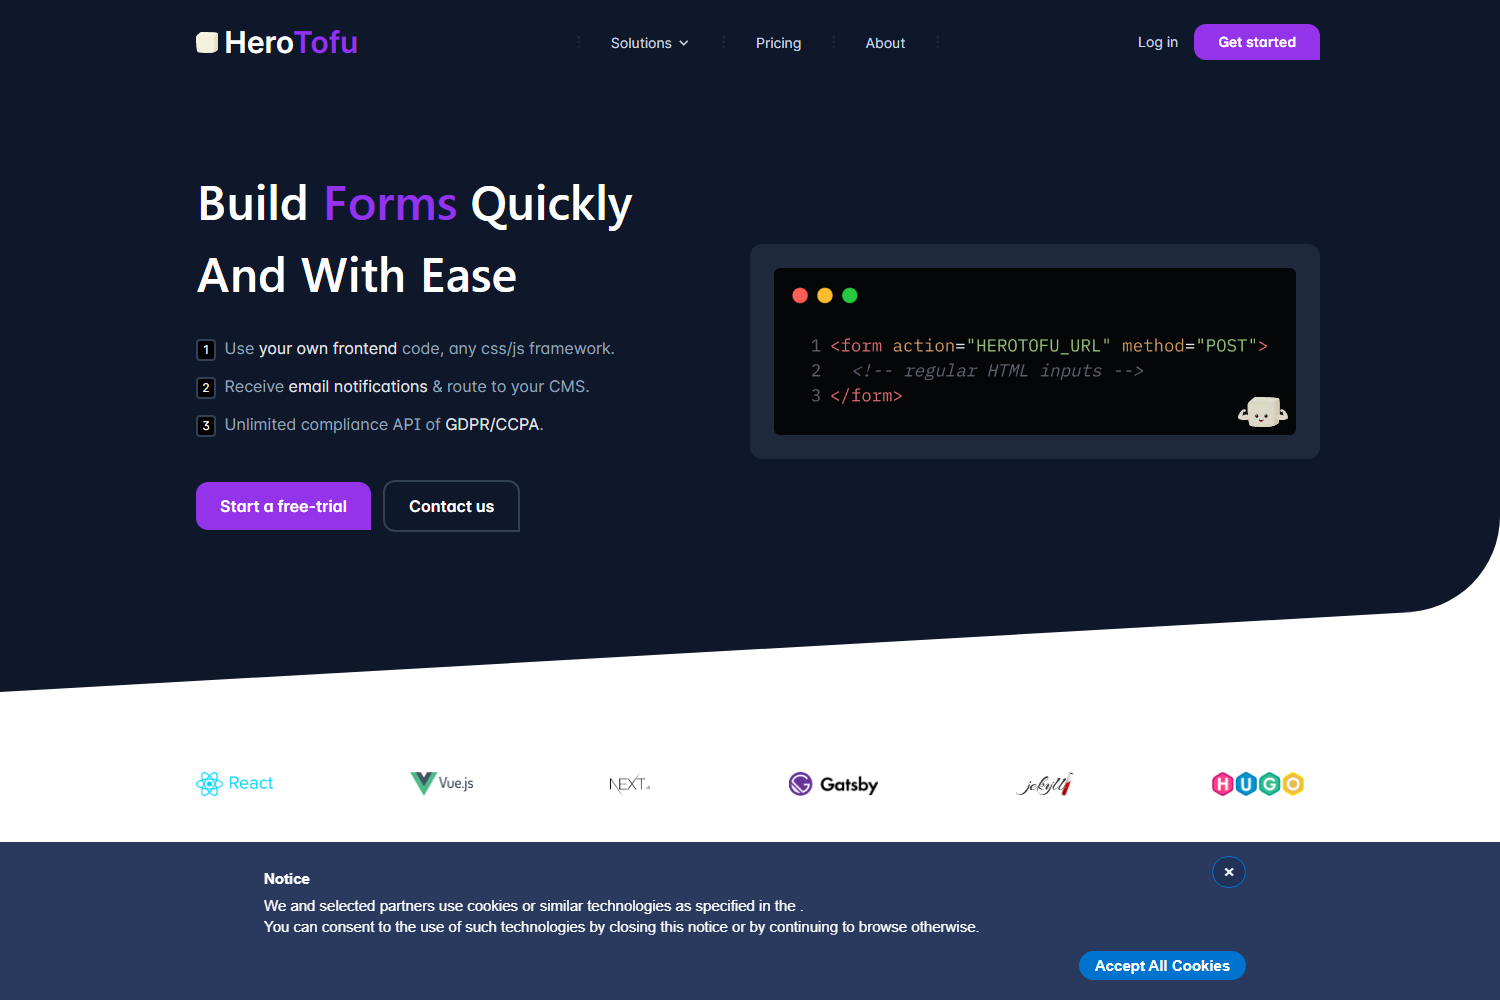 HeroTofu
Solutions
Pricing
About
Log in
Get started
Build Forms Quickly
And With Ease
1 Use your own frontend code, any css/js framework.
2 Receive email notifications & route to your CMS.
3 Unlimited compliance API of GDPR/CCPA.
Start a free-trial
Contact us
1 <form action="HEROTOFU_URL" method="POST">
2 <!-- regular HTML inputs -->
3 </form>
React
Vue.js
NEXT
Gatsby
jekyll
HUGO
Notice
We and selected partners use cookies or similar technologies as specified in the .
You can consent to the use of such technologies by closing this notice or by continuing to browse otherwise.
Accept All Cookies